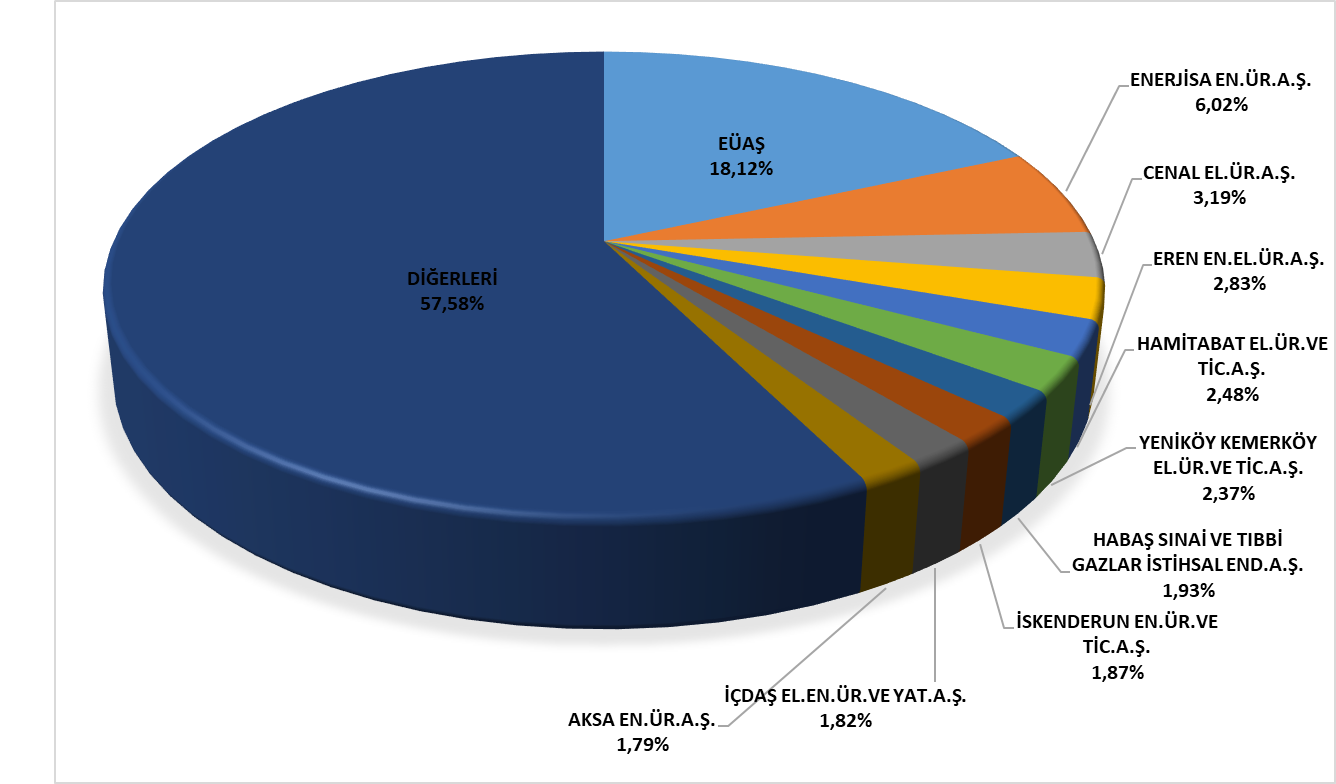 EÜAŞ
18,12%
ENERJİSA EN.ÜR.A.Ş.
6,02%
CENAL EL.ÜR.A.Ş.
3,19%
EREN EN.EL.ÜR.A.Ş.
2,83%
HAMİTABAT EL.ÜR.VE
TİC.A.Ş.
2,48%
YENİKÖY KEMERKÖY
EL.ÜR.VE TİC.A.Ş.
2,37%
HABAŞ SINAİ VE TIBBİ
GAZLAR İSTİHSAL END.A.Ş.
1,93%
İSKENDERUN EN.ÜR.VE
TİC.A.Ş.
1,87%
İÇDAŞ EL.EN.ÜR.VE YAT.A.Ş.
1,82%
AKSA EN.ÜR.A.Ş.
1,79%
DİĞERLERİ
57,58%